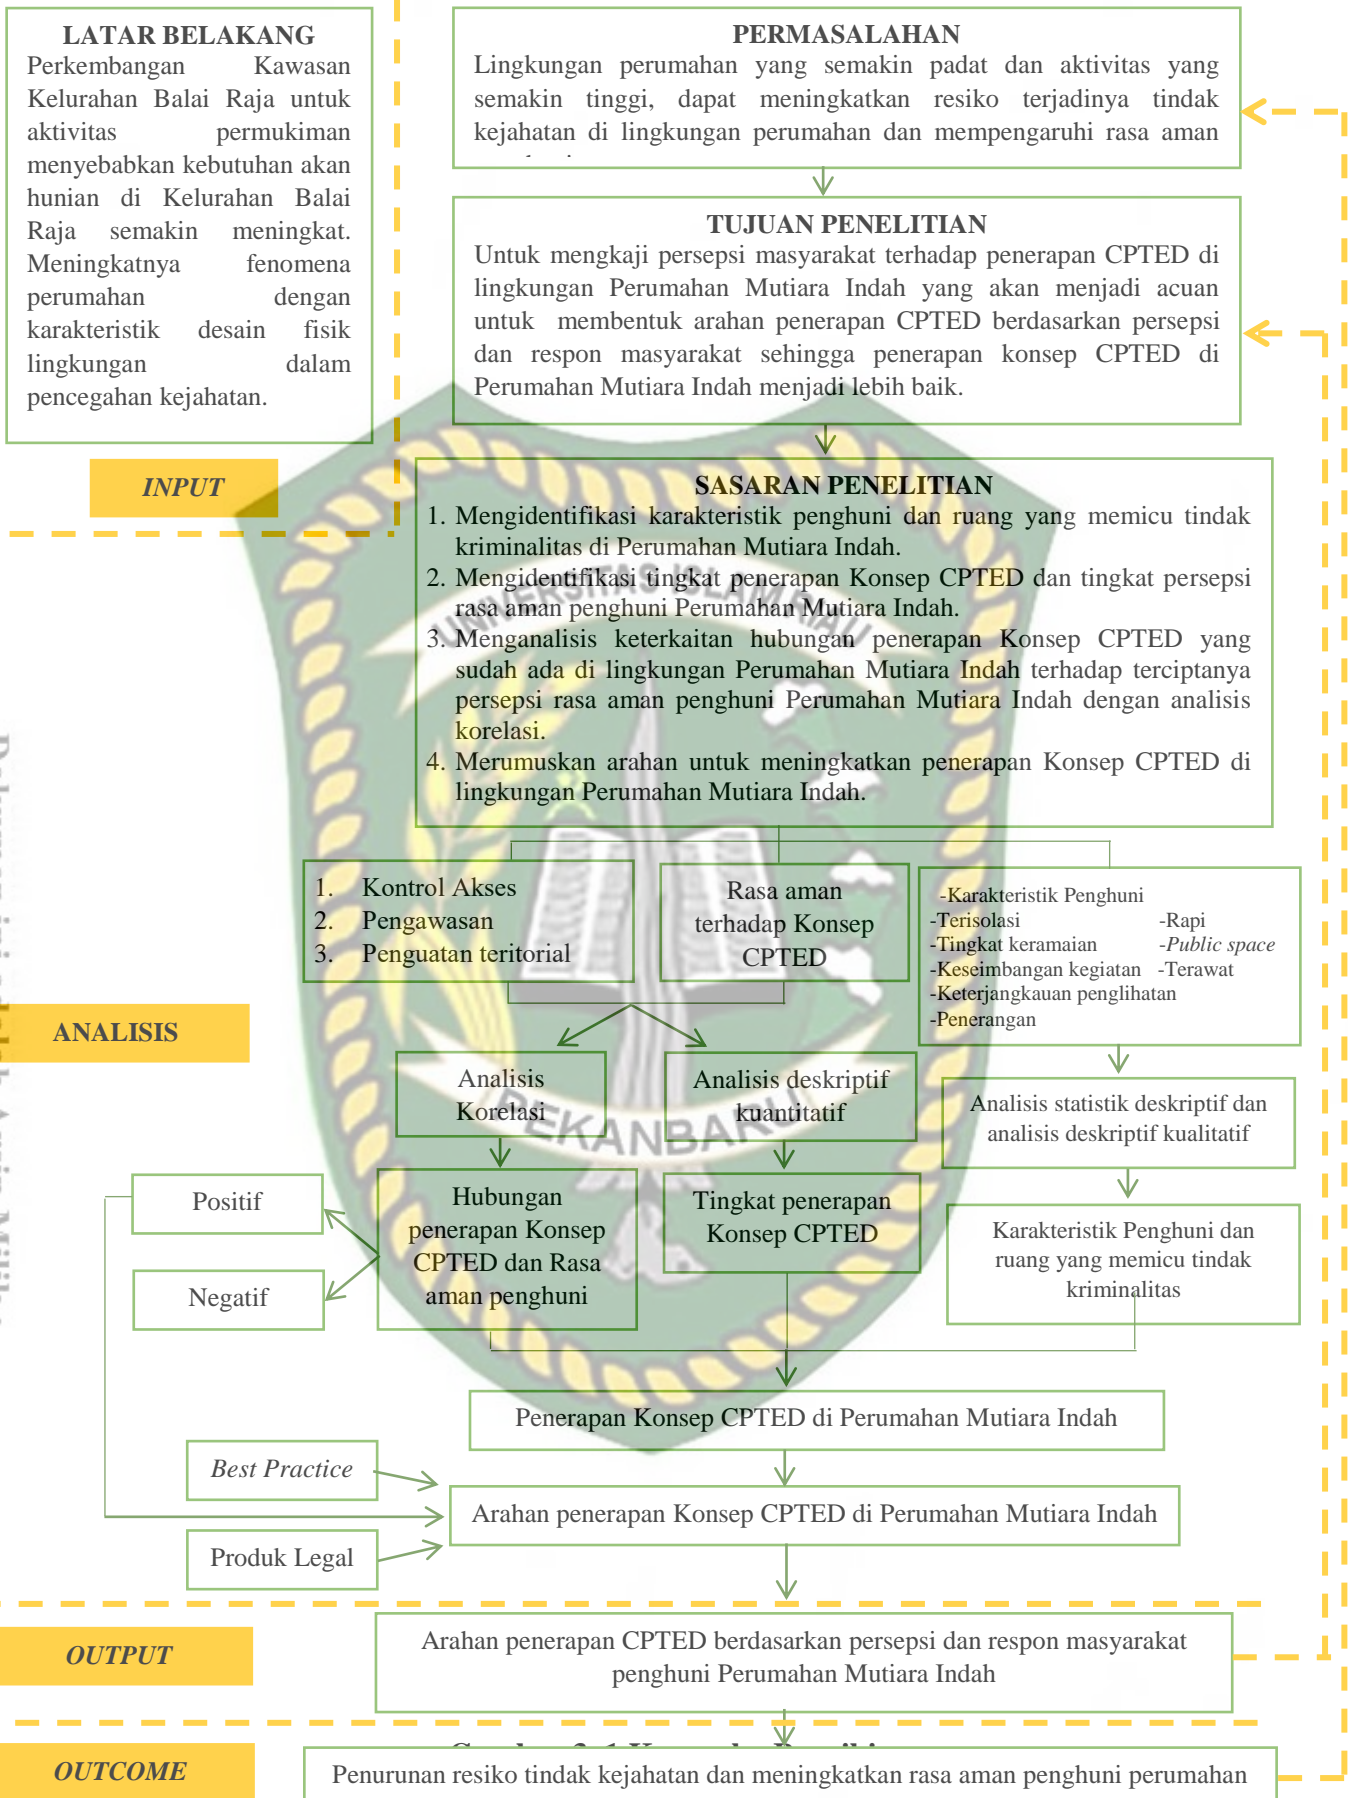 LATAR BELAKANG
Perkembangan Kawasan
Kelurahan Balai Raja untuk
aktivitas permukiman
menyebabkan kebutuhan akan
hunian di Kelurahan Balai
Raja semakin meningkat.
Meningkatnya fenomena
perumahan dengan
karakteristik desain fisik
lingkungan dalam
pencegahan kejahatan.
INPUT
PERMASALAHAN
Lingkungan perumahan yang semakin padat dan aktivitas yang
semakin tinggi, dapat meningkatkan resiko terjadinya tindak
kejahatan di lingkungan perumahan dan mempengaruhi rasa aman
TUJUAN PENELITIAN
Untuk mengkaji persepsi masyarakat terhadap penerapan CPTED di
lingkungan Perumahan Mutiara Indah yang akan menjadi acuan
untuk membentuk arahan penerapan CPTED berdasarkan persepsi
dan respon masyarakat sehingga penerapan konsep CPTED di
Perumahan Mutiara Indah menjadi lebih baik.
SASARAN PENELITIAN
1. Mengidentifikasi karakteristik penghuni dan ruang yang memicu tindak
kriminalitas di Perumahan Mutiara Indah.
2. Mengidentifikasi tingkat penerapan Konsep CPTED dan tingkat persepsi
rasa aman penghuni Perumahan Mutiara Indah.
3. Menganalisis keterkaitan hubungan penerapan Konsep CPTED yang
sudah ada di lingkungan Perumahan Mutiara Indah terhadap terciptanya
persepsi rasa aman penghuni Perumahan Mutiara Indah dengan analisis
korelasi.
4. Merumuskan arahan untuk meningkatkan penerapan Konsep CPTED di
lingkungan Perumahan Mutiara Indah.
UNIVERSITAS ISLAM RIAU
PEKANBARU
ANALISIS
1. Kontrol Akses
2. Pengawasan
3. Penguatan teritorial
Rasa aman
terhadap Konsep
CPTED
-Karakteristik Penghuni
-Terisolasi -Rapi
-Tingkat keramaian -Public space
-Keseimbangan kegiatan -Terawat
-Keterjangkauan penglihatan
-Penerangan
Analisis
Korelasi
Analisis deskriptif
kuantitatif
Analisis statistik deskriptif dan
analisis deskriptif kualitatif
Positif
Negatif
Hubungan
penerapan Konsep
CPTED dan Rasa
aman penghuni
Tingkat penerapan
Konsep CPTED
Karakteristik Penghuni dan
ruang yang memicu tindak
kriminalitas
Penerapan Konsep CPTED di Perumahan Mutiara Indah
Best Practice
Arahan penerapan Konsep CPTED di Perumahan Mutiara Indah
Produk Legal
OUTPUT
Arahan penerapan CPTED berdasarkan persepsi dan respon masyarakat
penghuni Perumahan Mutiara Indah
OUTCOME
Penurunan resiko tindak kejahatan dan meningkatkan rasa aman penghuni perumahan